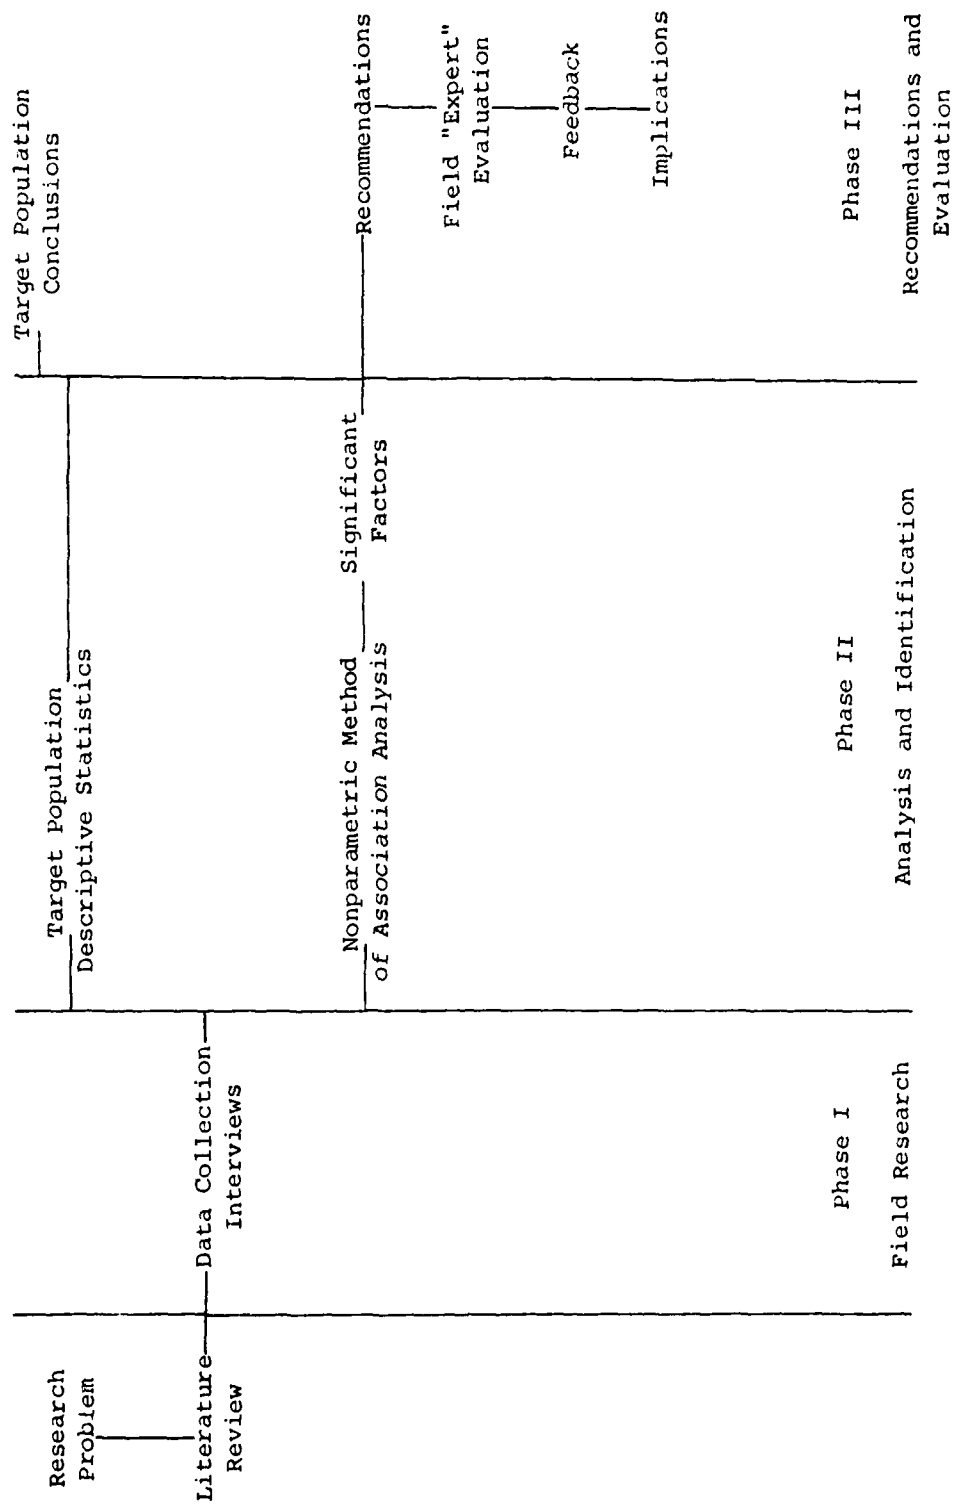 Research
Problem
Literature
Review
Data Collection
Interviews
Phase I
Field Research
Target Population
Descriptive Statistics
Nonparametric Method
of Association Analysis
Significant
Factors
Phase II
Analysis and Identification
Target Population
Conclusions
Recommendations
Field "Expert"
Evaluation
Feedback
Implications
Phase III
Recommendations and
Evaluation